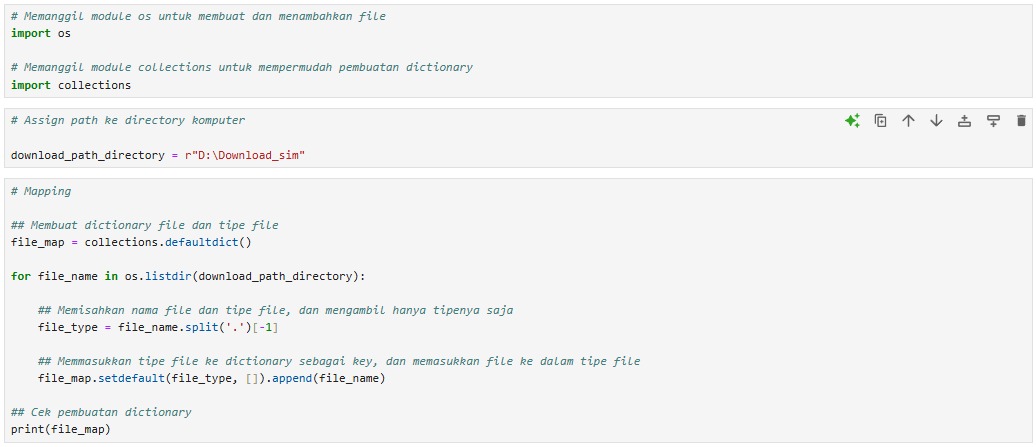 # Memanggil module os untuk membuat dan menambahkan file
import os
# Memanggil module collections untuk mempermudah pembuatan dictionary
import collections
# Assign path ke directory komputer
download_path_directory = r"D:\Download_sim"
# Mapping
## Membuat dictionary file dan tipe file
file_map = collections.defaultdict()
for file_name in os.listdir(download_path_directory):
    ## Memisahkan nama file dan tipe file, dan mengambil hanya tipenya saja
    file_type = file_name.split('.')[-1]
    ## Memmasukkan tipe file ke dictionary sebagai key, dan memasukkan file ke dalam tipe file
    file_map.setdefault(file_type, []).append(file_name)
## Cek pembuatan dictionary
print(file_map)